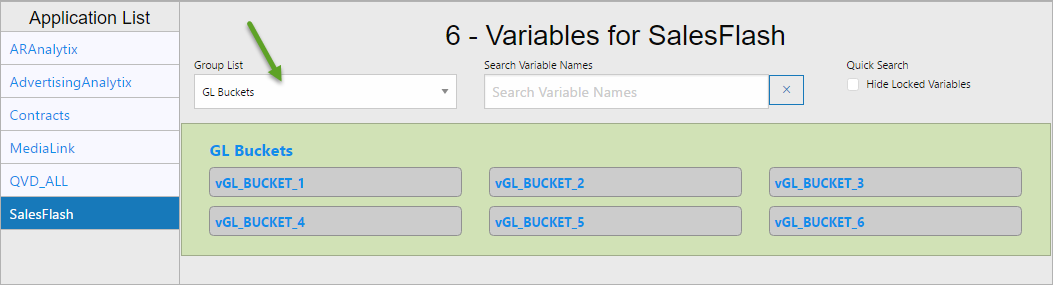 Application List
ARAnalytix
AdvertisingAnalytix
Contracts
MediaLink
QVD_ALL
SalesFlash
6 - Variables for SalesFlash
Group List
GL Buckets
Search Variable Names
Search Variable Names
×
Quick Search
Hide Locked Variables
GL Buckets
vGL_BUCKET_1 vGL_BUCKET_2 vGL_BUCKET_3
vGL_BUCKET_4 vGL_BUCKET_5 vGL_BUCKET_6